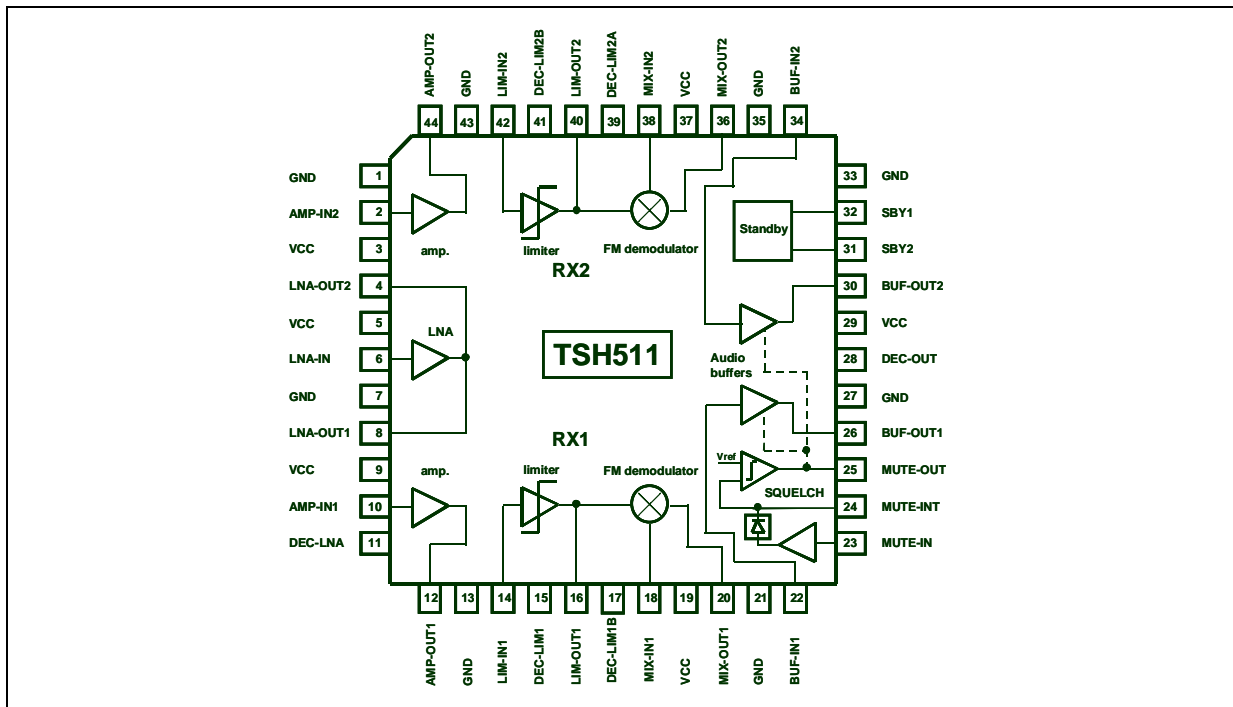 AMP-OUT2
GND
LIM-IN2
DEC-LIM2B
LIM-OUT2
DEC-LIM2A
MIX-IN2
VCC
MIX-OUT2
GND
BUF-IN2
44
43
42
41
40
39
38
37
36
35
34
GND
1
AMP-IN2
2
VCC
3
LNA-OUT2
4
VCC
5
LNA-IN
6
GND
7
LNA-OUT1
8
VCC
9
AMP-IN1
10
DEC-LNA
11
amp.
limiter
FM demodulator
RX2
LNA
TSH511
Standby
Audio
buffers
RX1
amp.
limiter
FM demodulator
Vref
SQUELCH
33
GND
32
SBY1
31
SBY2
30
BUF-OUT2
29
VCC
28
DEC-OUT
27
GND
26
BUF-OUT1
25
MUTE-OUT
24
MUTE-INT
23
MUTE-IN
12
13
14
15
16
17
18
19
20
21
22
AMP-OUT1
GND
LIM-IN1
DEC-LIM1
LIM-OUT1
DEC-LIM1B
MIX-IN1
VCC
MIX-OUT1
GND
BUF-IN1